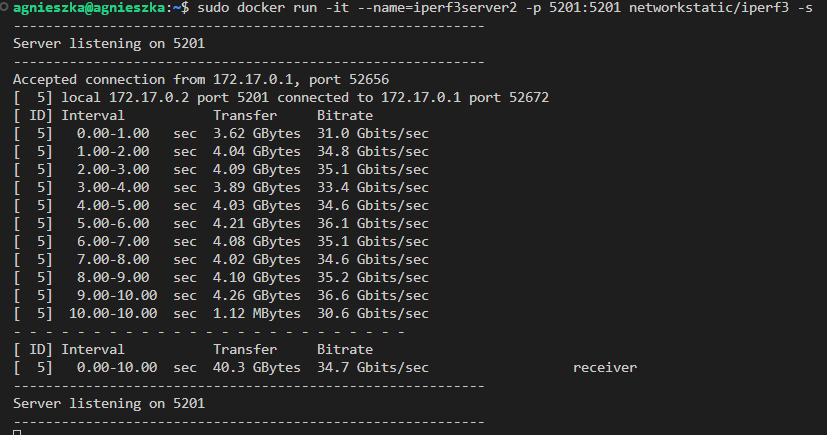 agnieszka@agnieszka:~$ sudo docker run -it --name=iperf3server2 -p 5201:5201 networkstatic/iperf3 -s
-----------------------------------------------------------
Server listening on 5201
-----------------------------------------------------------
Accepted connection from 172.17.0.1, port 52656
[  5] local 172.17.0.2 port 5201 connected to 172.17.0.1 port 52672
[ ID] Interval           Transfer     Bitrate
[  5]   0.00-1.00   sec  3.62 GBytes  31.0 Gbits/sec
[  5]   1.00-2.00   sec  4.04 GBytes  34.8 Gbits/sec
[  5]   2.00-3.00   sec  4.09 GBytes  35.1 Gbits/sec
[  5]   3.00-4.00   sec  3.89 GBytes  33.4 Gbits/sec
[  5]   4.00-5.00   sec  4.03 GBytes  34.6 Gbits/sec
[  5]   5.00-6.00   sec  4.21 GBytes  36.1 Gbits/sec
[  5]   6.00-7.00   sec  4.08 GBytes  35.1 Gbits/sec
[  5]   7.00-8.00   sec  4.02 GBytes  34.6 Gbits/sec
[  5]   8.00-9.00   sec  4.10 GBytes  35.2 Gbits/sec
[  5]   9.00-10.00  sec  4.26 GBytes  36.6 Gbits/sec
[  5]  10.00-10.00  sec  1.12 MBytes  30.6 Gbits/sec
- - - - - - - - - - - - - - - - - - - - - - - - -
[ ID] Interval           Transfer     Bitrate
[  5]   0.00-10.00  sec  40.3 GBytes  34.7 Gbits/sec                  receiver
-----------------------------------------------------------
Server listening on 5201
-----------------------------------------------------------